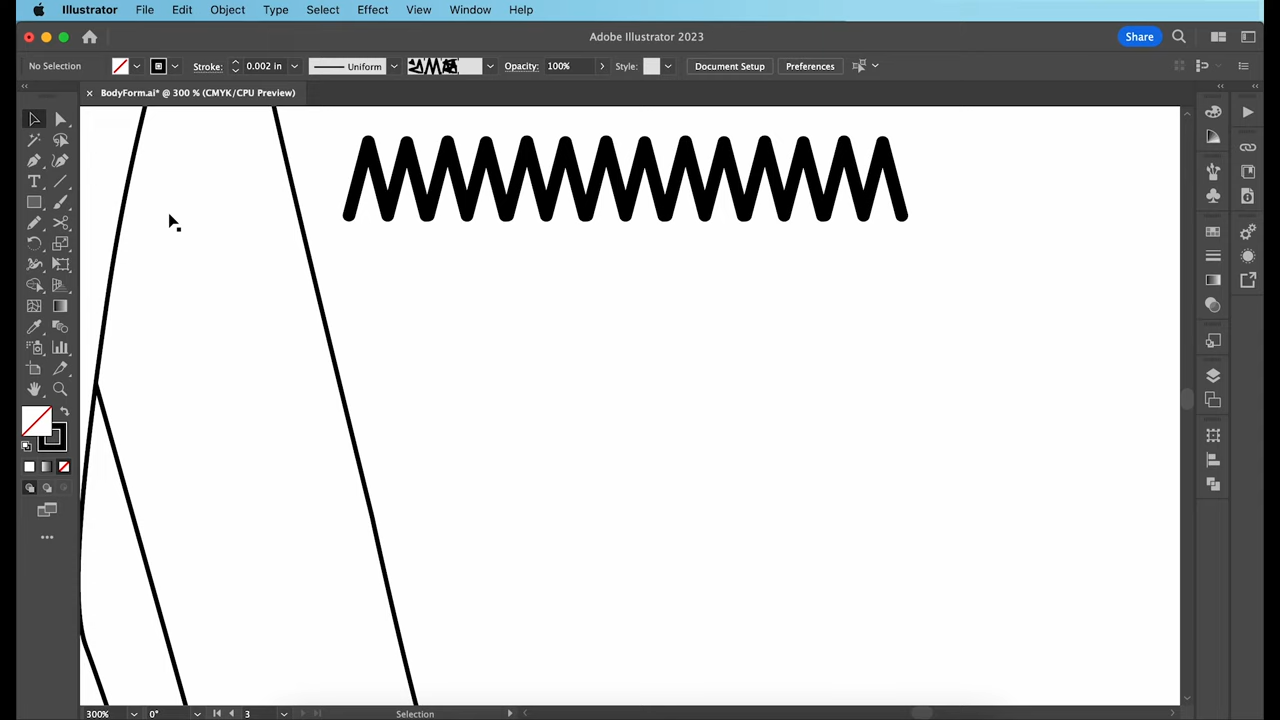 Illustrator File Edit Object Type Select Effect View Window Help
Adobe Illustrator 2023
Share
No Selection Stroke: 0.002 in Uniform Opacity: 100% Style: Document Setup Preferences
× BodyForm.ai* @ 300 % (CMYK/CPU Preview)
300% 0° 3 Selection